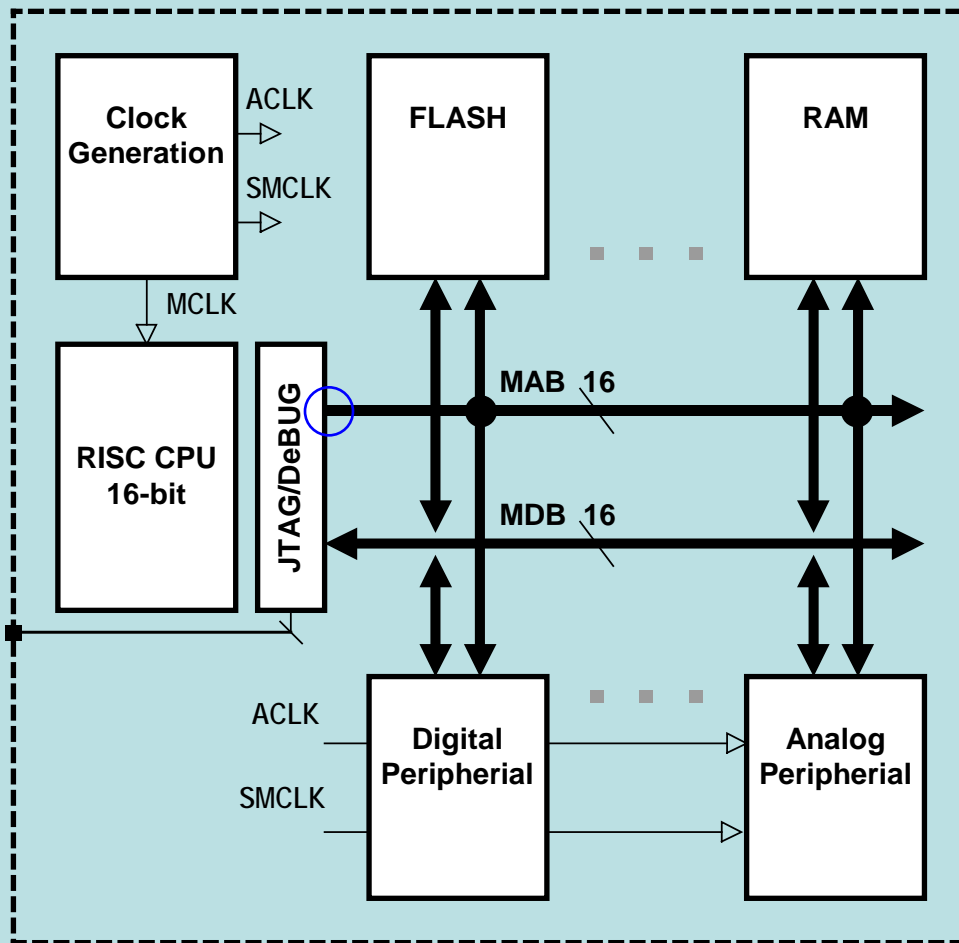 Clock
Generation
ACLK
SMCLK
MCLK
FLASH
RAM
RISC CPU
16-bit
JTAG/DeBUG
MAB 16
MDB 16
ACLK
SMCLK
Digital
Peripherial
Analog
Peripherial